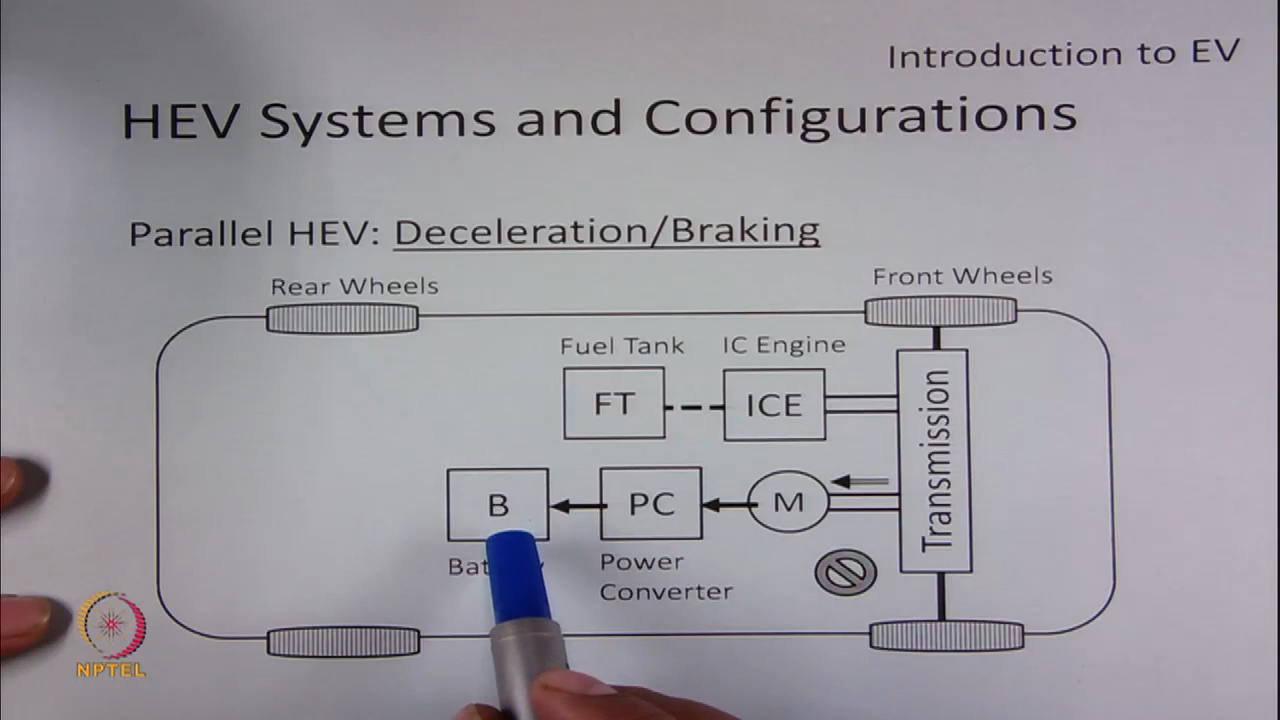 Introduction to EV
HEV Systems and Configurations
Parallel HEV: Deceleration/Braking
Rear Wheels
Front Wheels
Fuel Tank
IC Engine
FT
ICE
Transmission
B
PC
M
Power
Converter
NPTEL